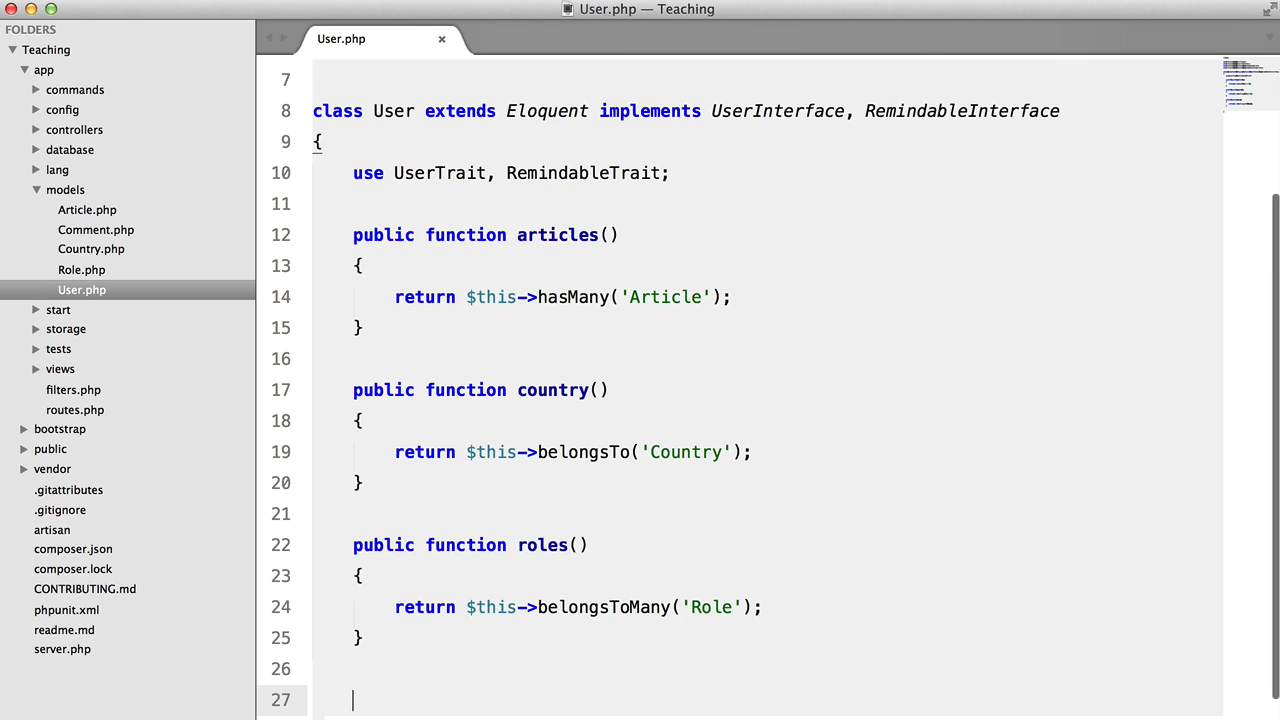 User.php — Teaching
FOLDERS
Teaching
app
commands
config
controllers
database
lang
models
Article.php
Comment.php
Country.php
Role.php
User.php
start
storage
tests
views
filters.php
routes.php
bootstrap
public
vendor
.gitattributes
.gitignore
artisan
composer.json
composer.lock
CONTRIBUTING.md
phpunit.xml
readme.md
server.php
User.php
7
8 class User extends Eloquent implements UserInterface, RemindableInterface
9 {
10     use UserTrait, RemindableTrait;
11
12     public function articles()
13     {
14         return $this->hasMany('Article');
15     }
16
17     public function country()
18     {
19         return $this->belongsTo('Country');
20     }
21
22     public function roles()
23     {
24         return $this->belongsToMany('Role');
25     }
26
27